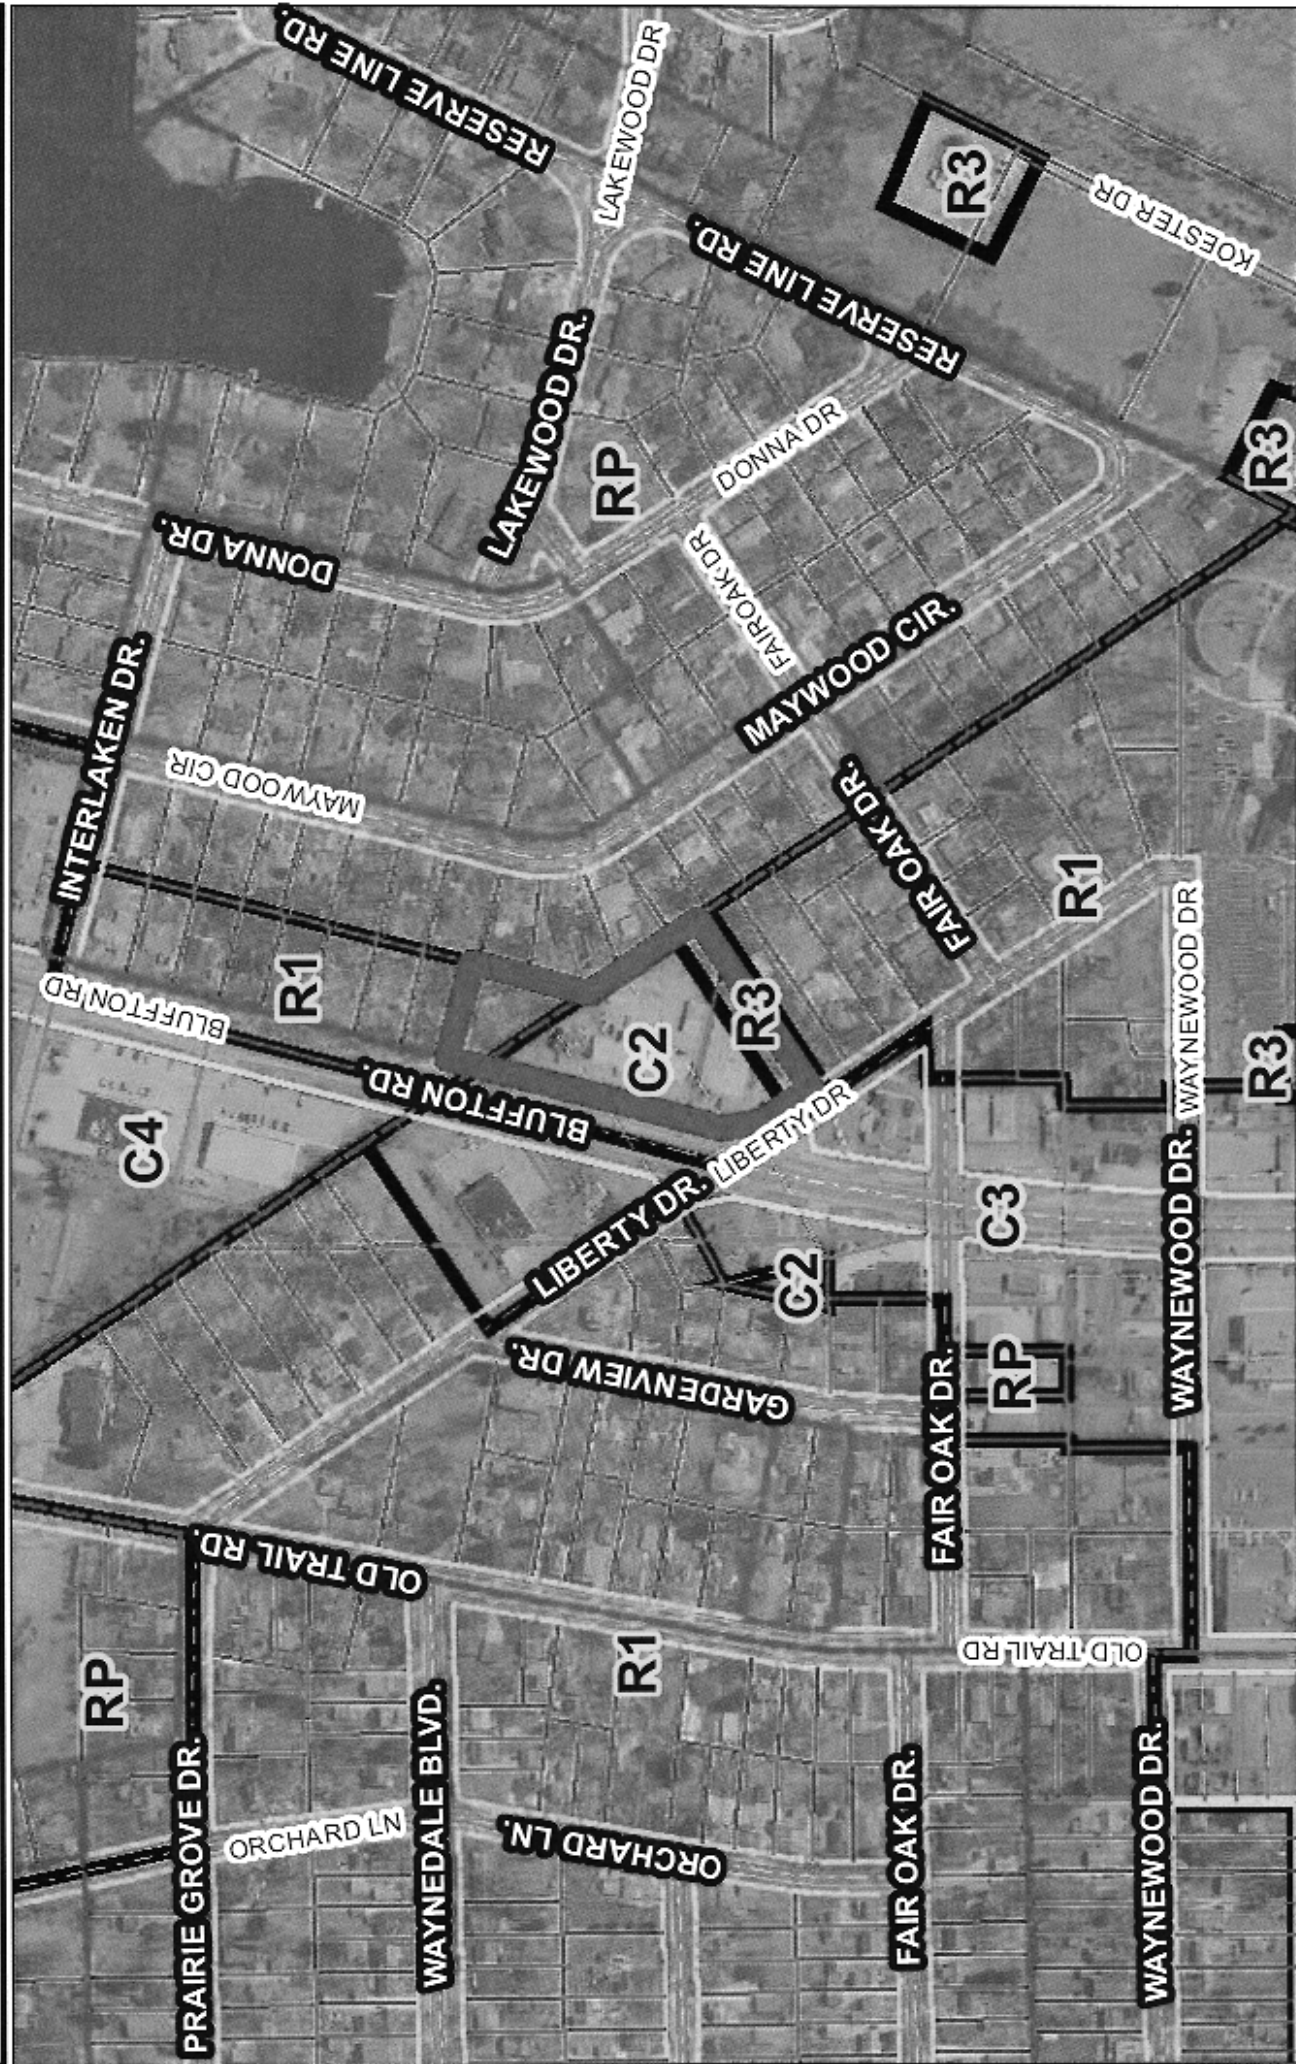 RESERVE LINE RD.
LAKEWOOD DR
R3
KOESTER DR
RESERVE LINE RD.
LAKEWOOD DR.
DONNA DR
RP
R3
DONNA DR.
FAIROAK DR
MAYWOOD CIR.
INTERLAKEN DR.
MAYWOOD CIR
FAIR OAK DR.
R1
WAYNEWOOD DR
BLUFFTON RD
R1
R3
C2
BLUFFTON RD.
LIBERTY DR
R3
C4
LIBERTY DR.
C3
WAYNEWOOD DR.
C2
GARDENVIEW DR.
RP
FAIR OAK DR.
OLD TRAIL RD.
OLD TRAIL RD
RP
R1
PRAIRIE GROVE DR.
ORCHARD LN
WAYNEDALE BLVD.
ORCHARD LN.
FAIR OAK DR.
WAYNEWOOD DR.